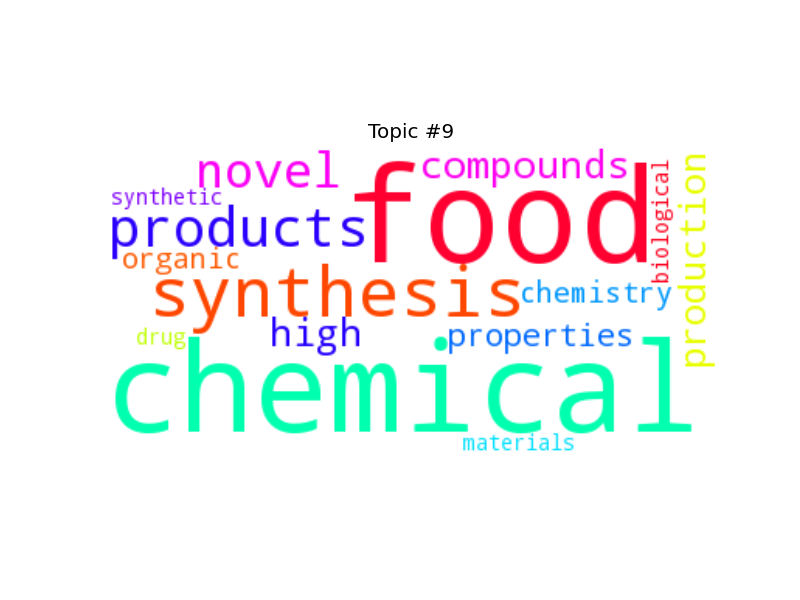 Topic #9
novel
compounds
food
synthetic
products
biological
production
organic
synthesis
chemistry
drug
high
properties
chemical
materials